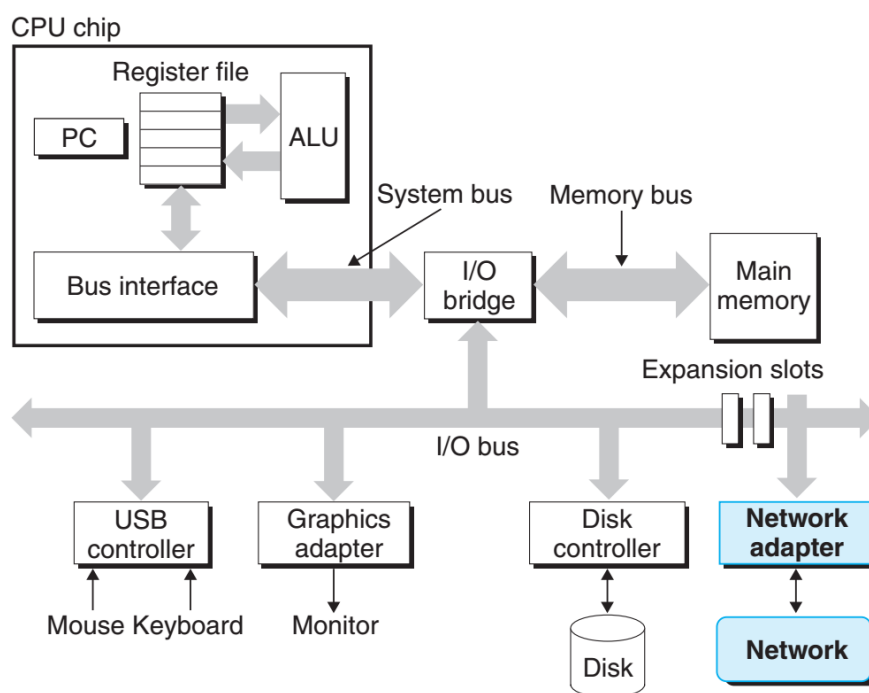 CPU chip
Register file
PC
ALU
System bus
Memory bus
Bus interface
I/O
bridge
Main
memory
Expansion slots
I/O bus
USB
controller
Graphics
adapter
Disk
controller
Network
adapter
Mouse Keyboard
Monitor
Disk
Network